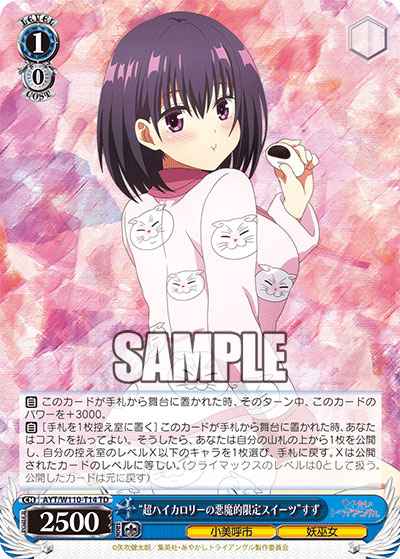 LEVEL
1
0
COST
SAMPLE
自 このカードが手札から舞台に置かれた時、そのターン中、このカードの
パワーを+3000。
自 [手札を1枚控え室に置く] このカードが手札から舞台に置かれた時、あなた
はコストを払ってよい。そうしたら、あなたは自分の山札の上から1枚を公開
し、自分の控え室のレベルX以下のキャラを1枚選び、手札に戻す。Xは公開され
たカードのレベルに等しい。(クライマックスのレベルは0として扱う。
公開したカードは元に戻す)
CH AYT/W110-T14 TD
"超ハイカロリーの悪魔的限定スイーツ"すず
あやかしトライアングル
2500
小美呼市
妖巫女
©矢吹健太朗/集英社・あやかしトライアングル製作委員会